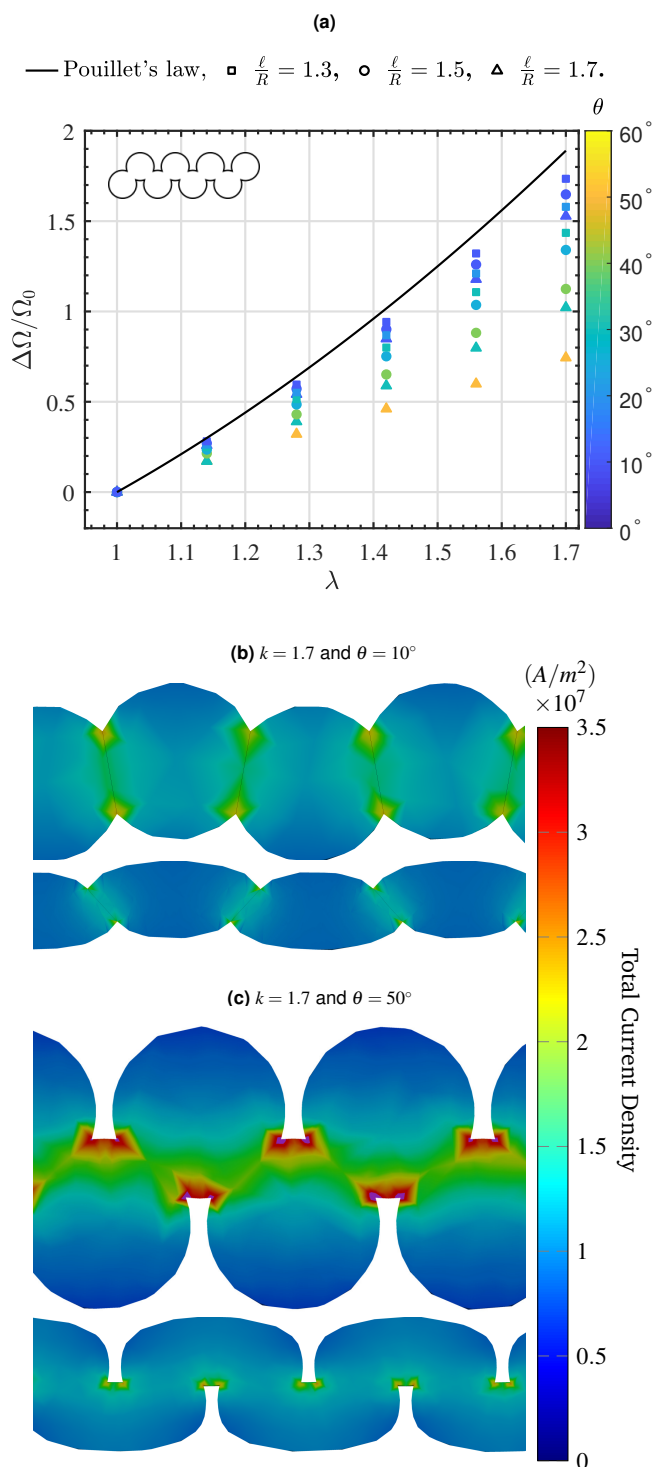 (a)
Pouillet's law, ℓ/R = 1.3, ℓ/R = 1.5, ℓ/R = 1.7.
θ
2
1.5
1
0.5
0
ΔΩ/Ω₀
1 1.1 1.2 1.3 1.4 1.5 1.6 1.7
λ
60°
50°
40°
30°
20°
10°
0°
(b) k = 1.7 and θ = 10°
(A/m²)
×10⁷
3.5
3
2.5
2
1.5
1
0.5
0
Total Current Density
(c) k = 1.7 and θ = 50°